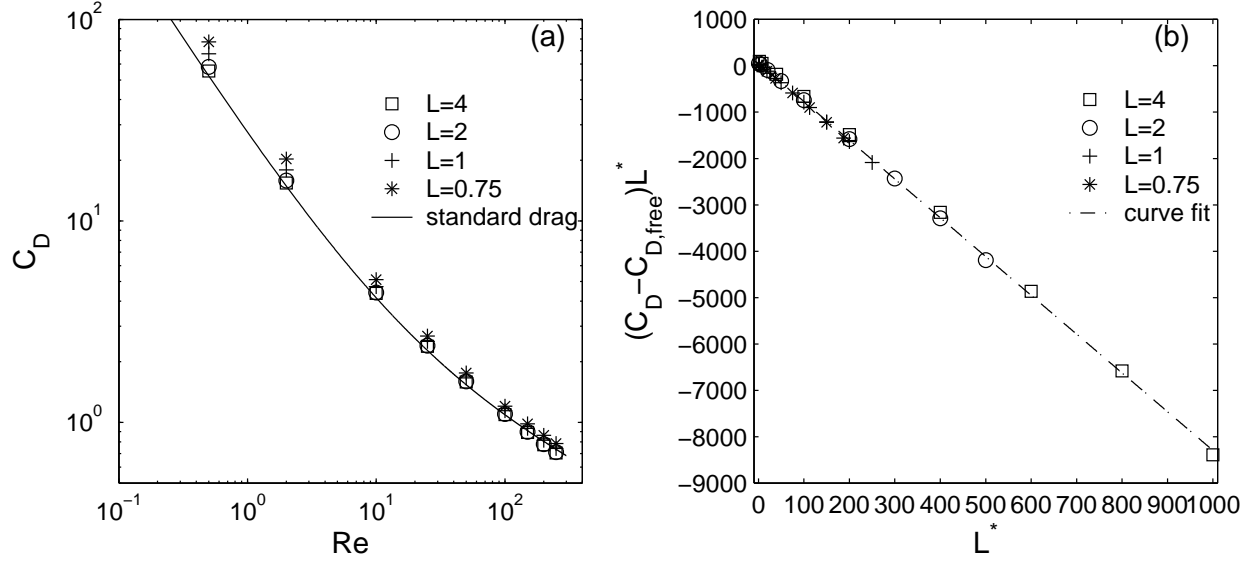 (a)
10^2
10^1
10^0
C_D
L=4
L=2
L=1
L=0.75
standard drag
10^−1 10^0 10^1 10^2
Re
(b)
1000
0
−1000
−2000
−3000
−4000
−5000
−6000
−7000
−8000
−9000
(C_D−C_D,free)L^*
L=4
L=2
L=1
L=0.75
curve fit
0 100 200 300 400 500 600 700 800 900 1000
L^*